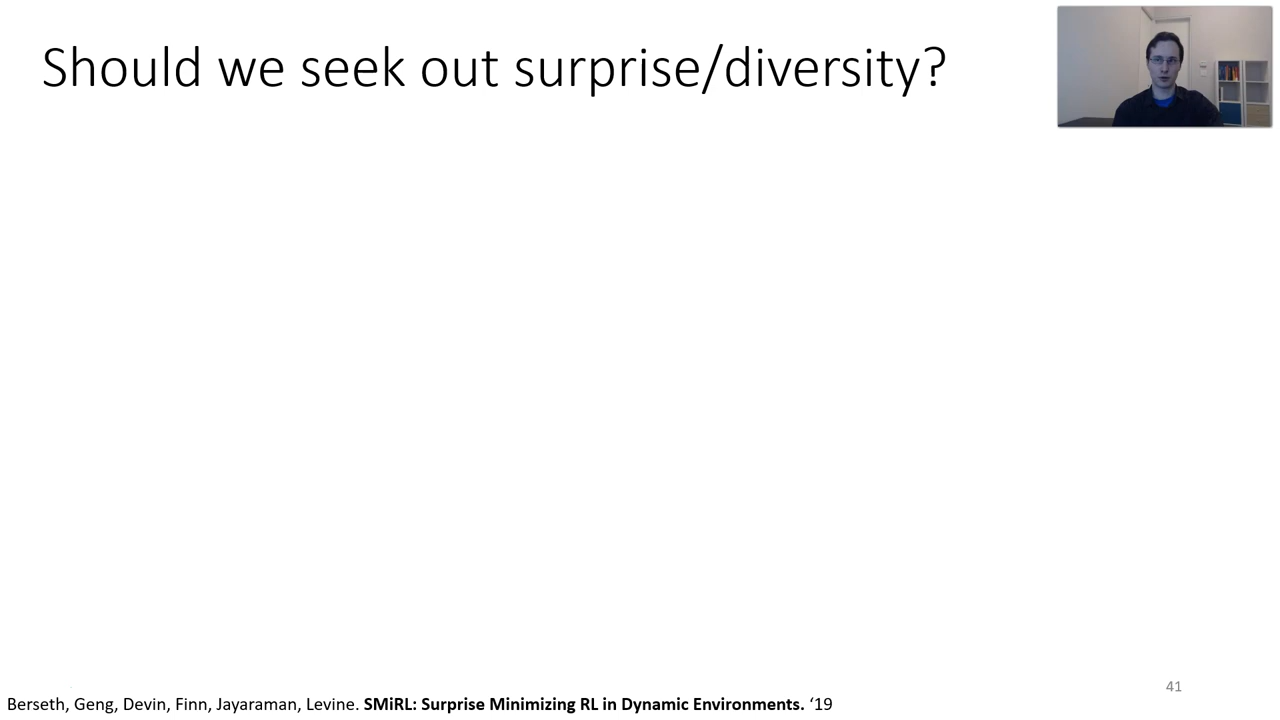 Should we seek out surprise/diversity?
41
Berseth, Geng, Devin, Finn, Jayaraman, Levine. SMiRL: Surprise Minimizing RL in Dynamic Environments. ‘19